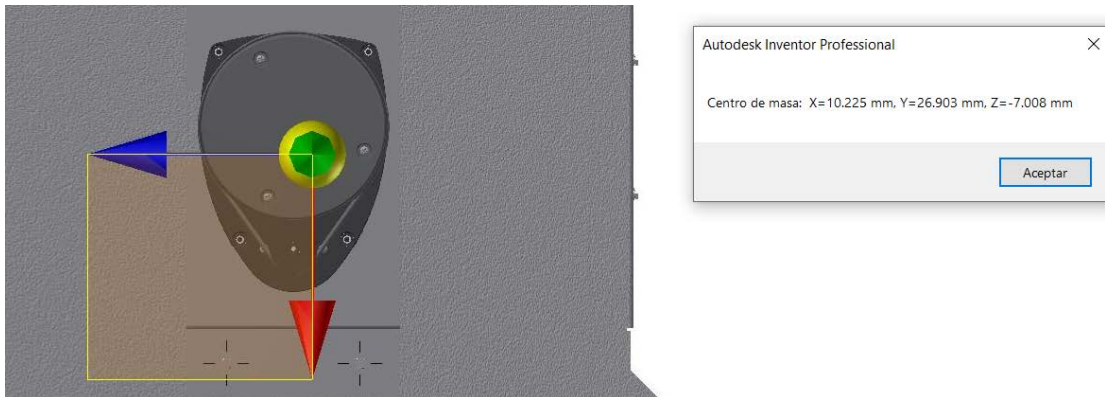 Autodesk Inventor Professional
Centro de masa: X=10.225 mm, Y=26.903 mm, Z=-7.008 mm
Aceptar